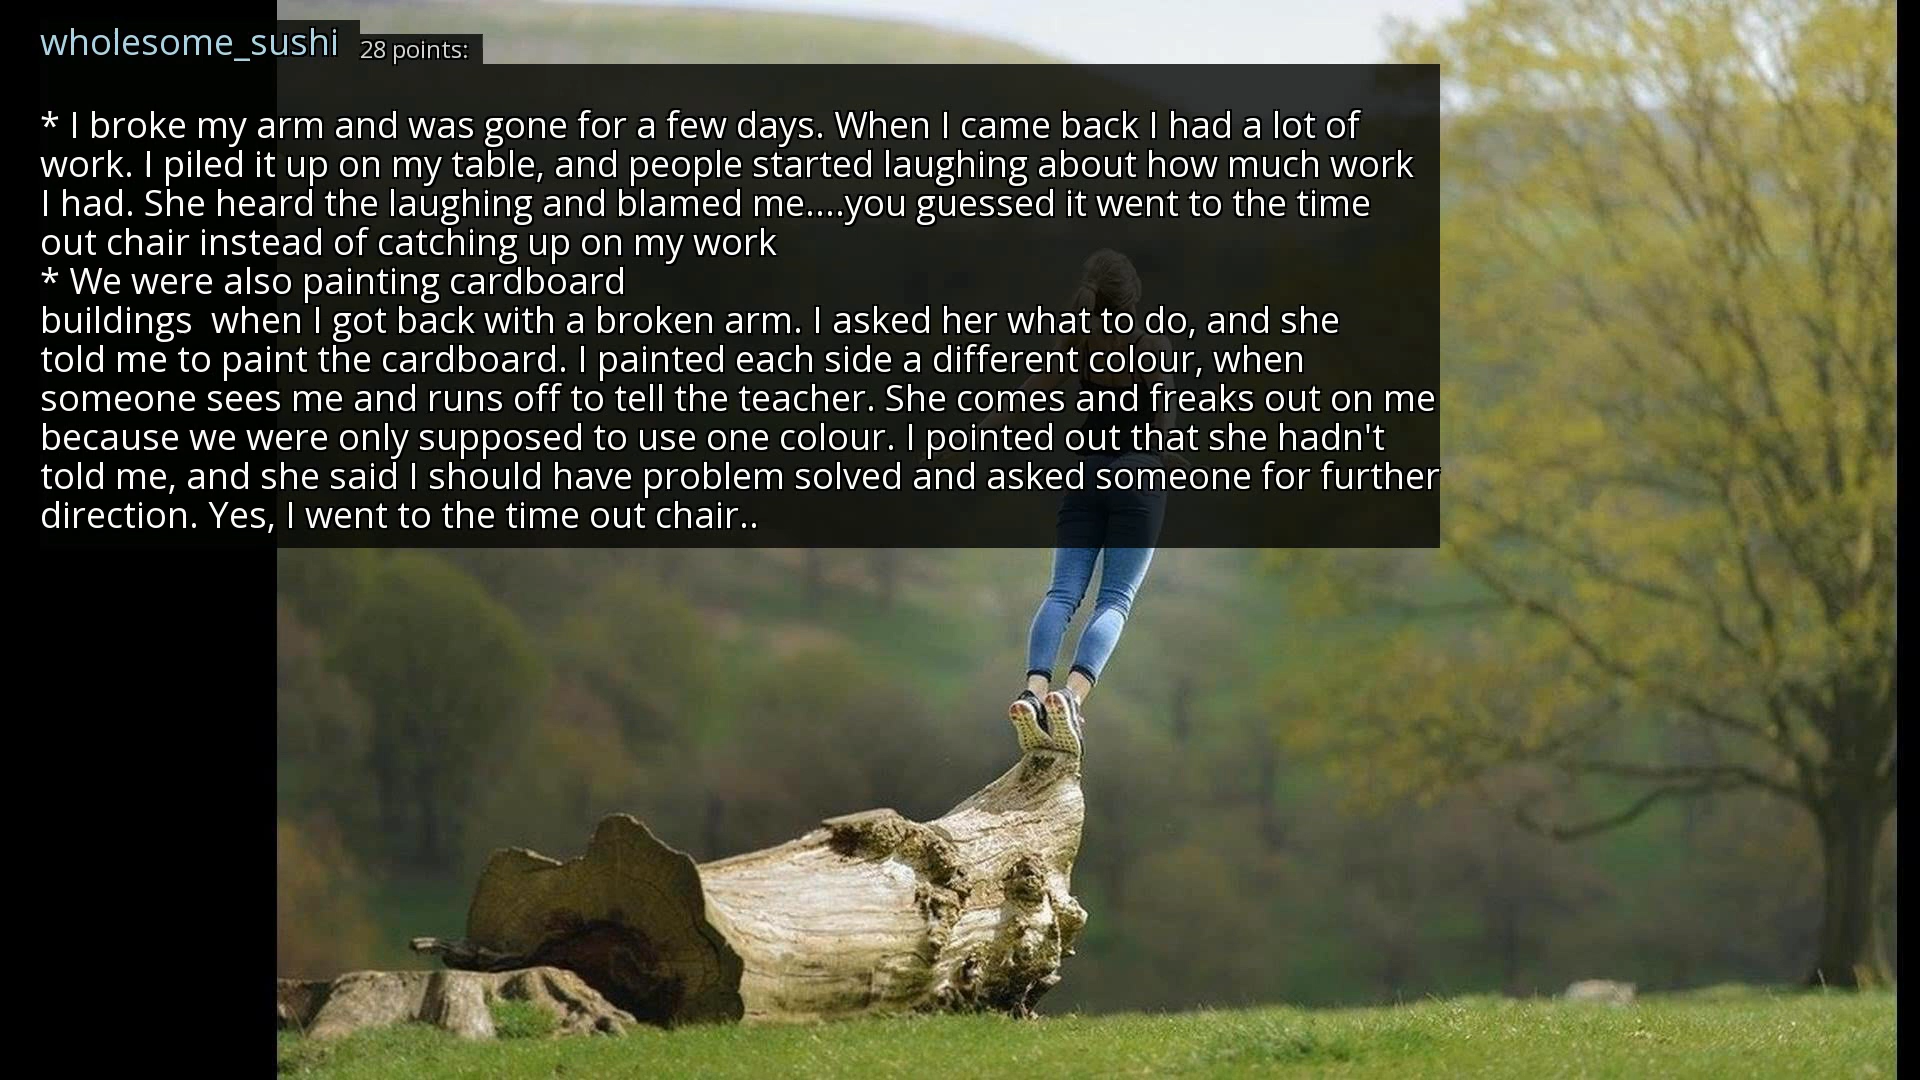 wholesome_sushi 28 points:
* I broke my arm and was gone for a few days. When I came back I had a lot of
work. I piled it up on my table, and people started laughing about how much work
I had. She heard the laughing and blamed me....you guessed it went to the time
out chair instead of catching up on my work
* We were also painting cardboard
buildings  when I got back with a broken arm. I asked her what to do, and she
told me to paint the cardboard. I painted each side a different colour, when
someone sees me and runs off to tell the teacher. She comes and freaks out on me
because we were only supposed to use one colour. I pointed out that she hadn't
told me, and she said I should have problem solved and asked someone for further
direction. Yes, I went to the time out chair..